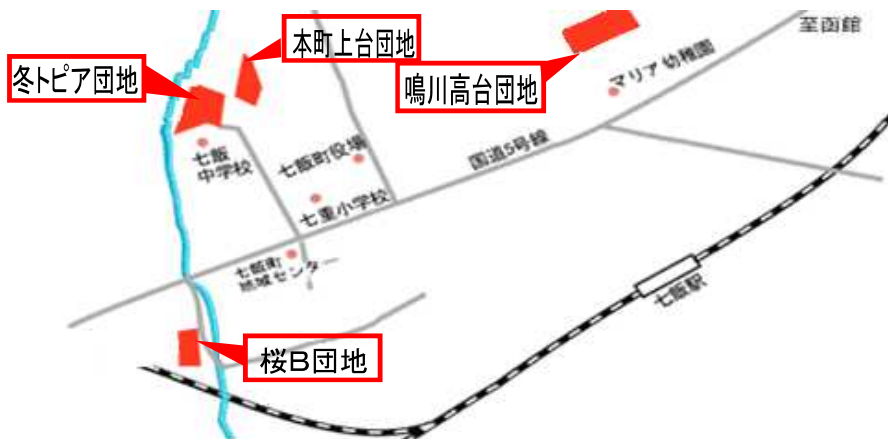 本町上台団地
至函館
冬トピア団地
鳴川高台団地
マリア幼稚園
七飯
中学校
七飯町役場
国道5号線
七重小学校
七飯町
地域センター
七飯駅
桜B団地